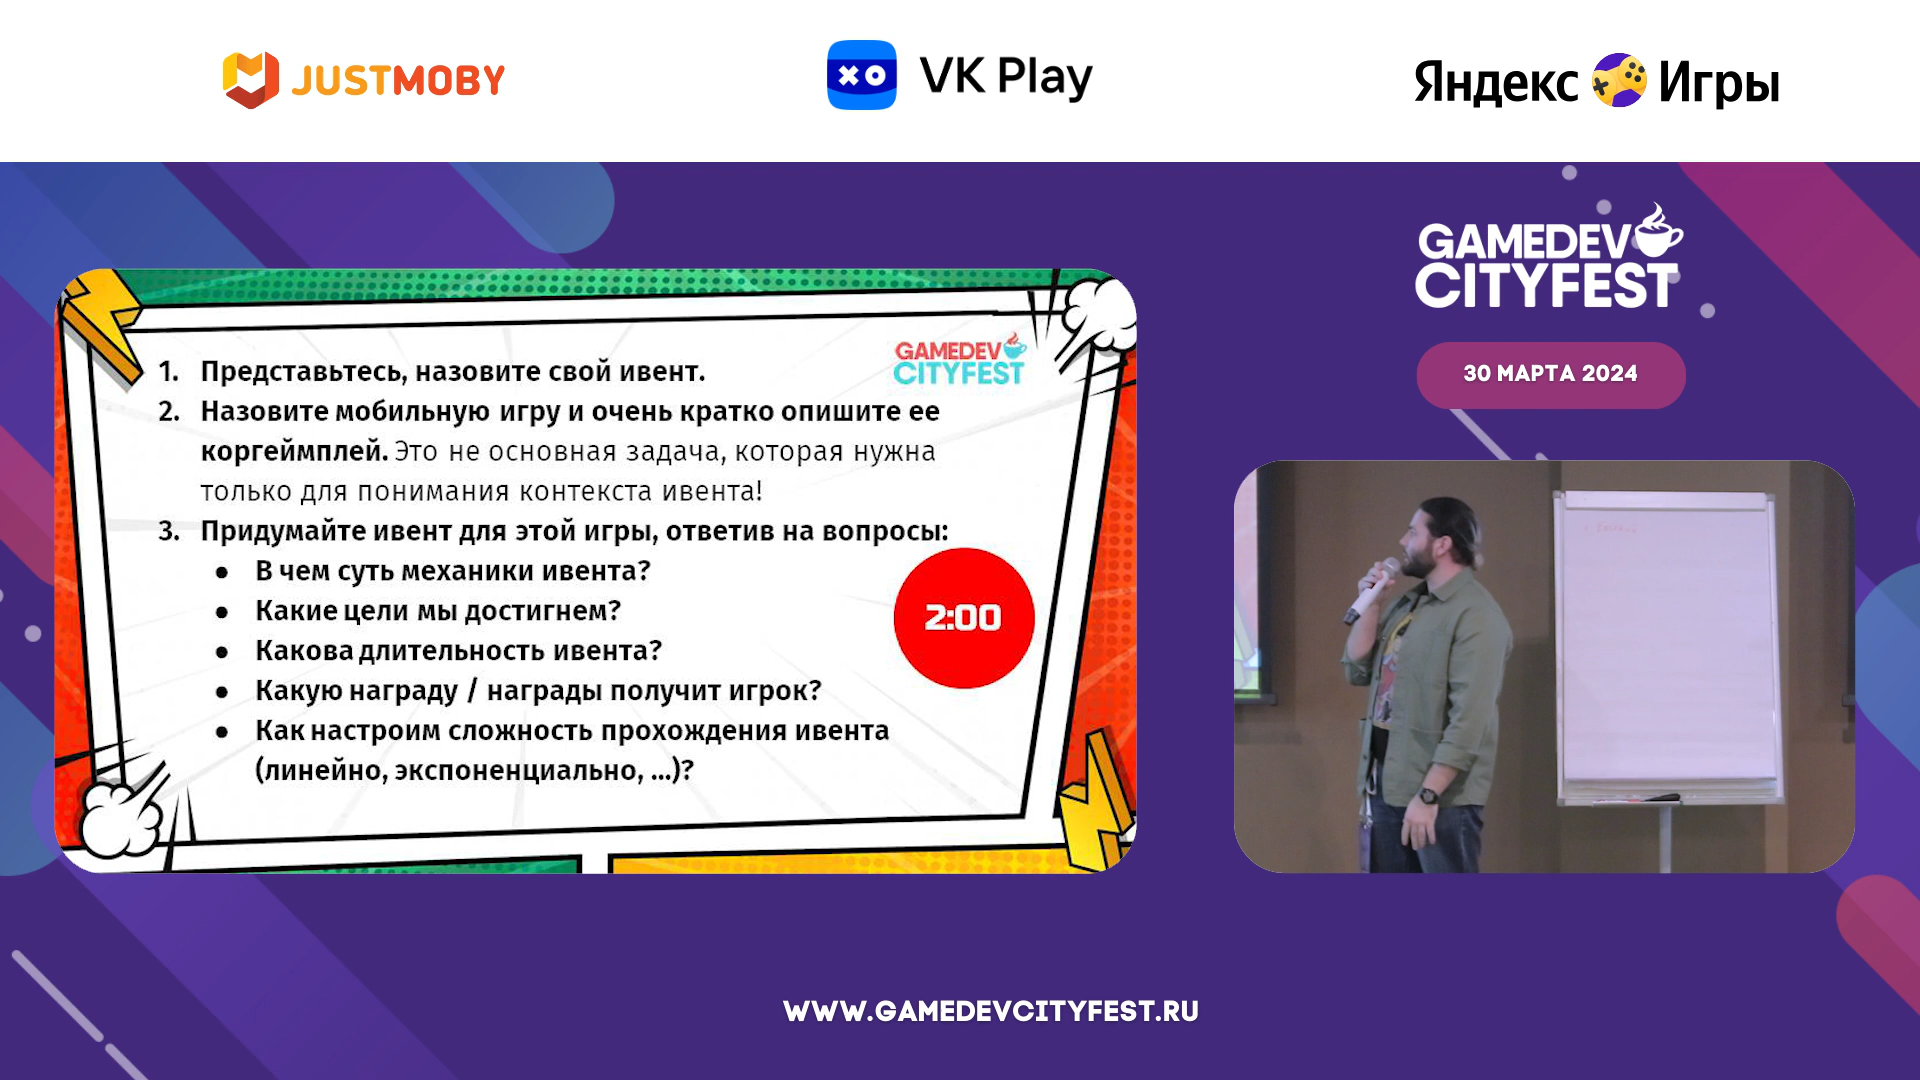 JUSTMOBY
VK Play
Яндекс Игры
GAMEDEV
CITYFEST
30 МАРТА 2024
GAMEDEV
CITYFEST
1. Представьтесь, назовите свой ивент.
2. Назовите мобильную игру и очень кратко опишите ее
коргеймплей. Это не основная задача, которая нужна
только для понимания контекста ивента!
3. Придумайте ивент для этой игры, ответив на вопросы:
● В чем суть механики ивента?
● Какие цели мы достигнем?
● Какова длительность ивента?
● Какую награду / награды получит игрок?
● Как настроим сложность прохождения ивента
(линейно, экспоненциально, ...)?
2:00
WWW.GAMEDEVCITYFEST.RU